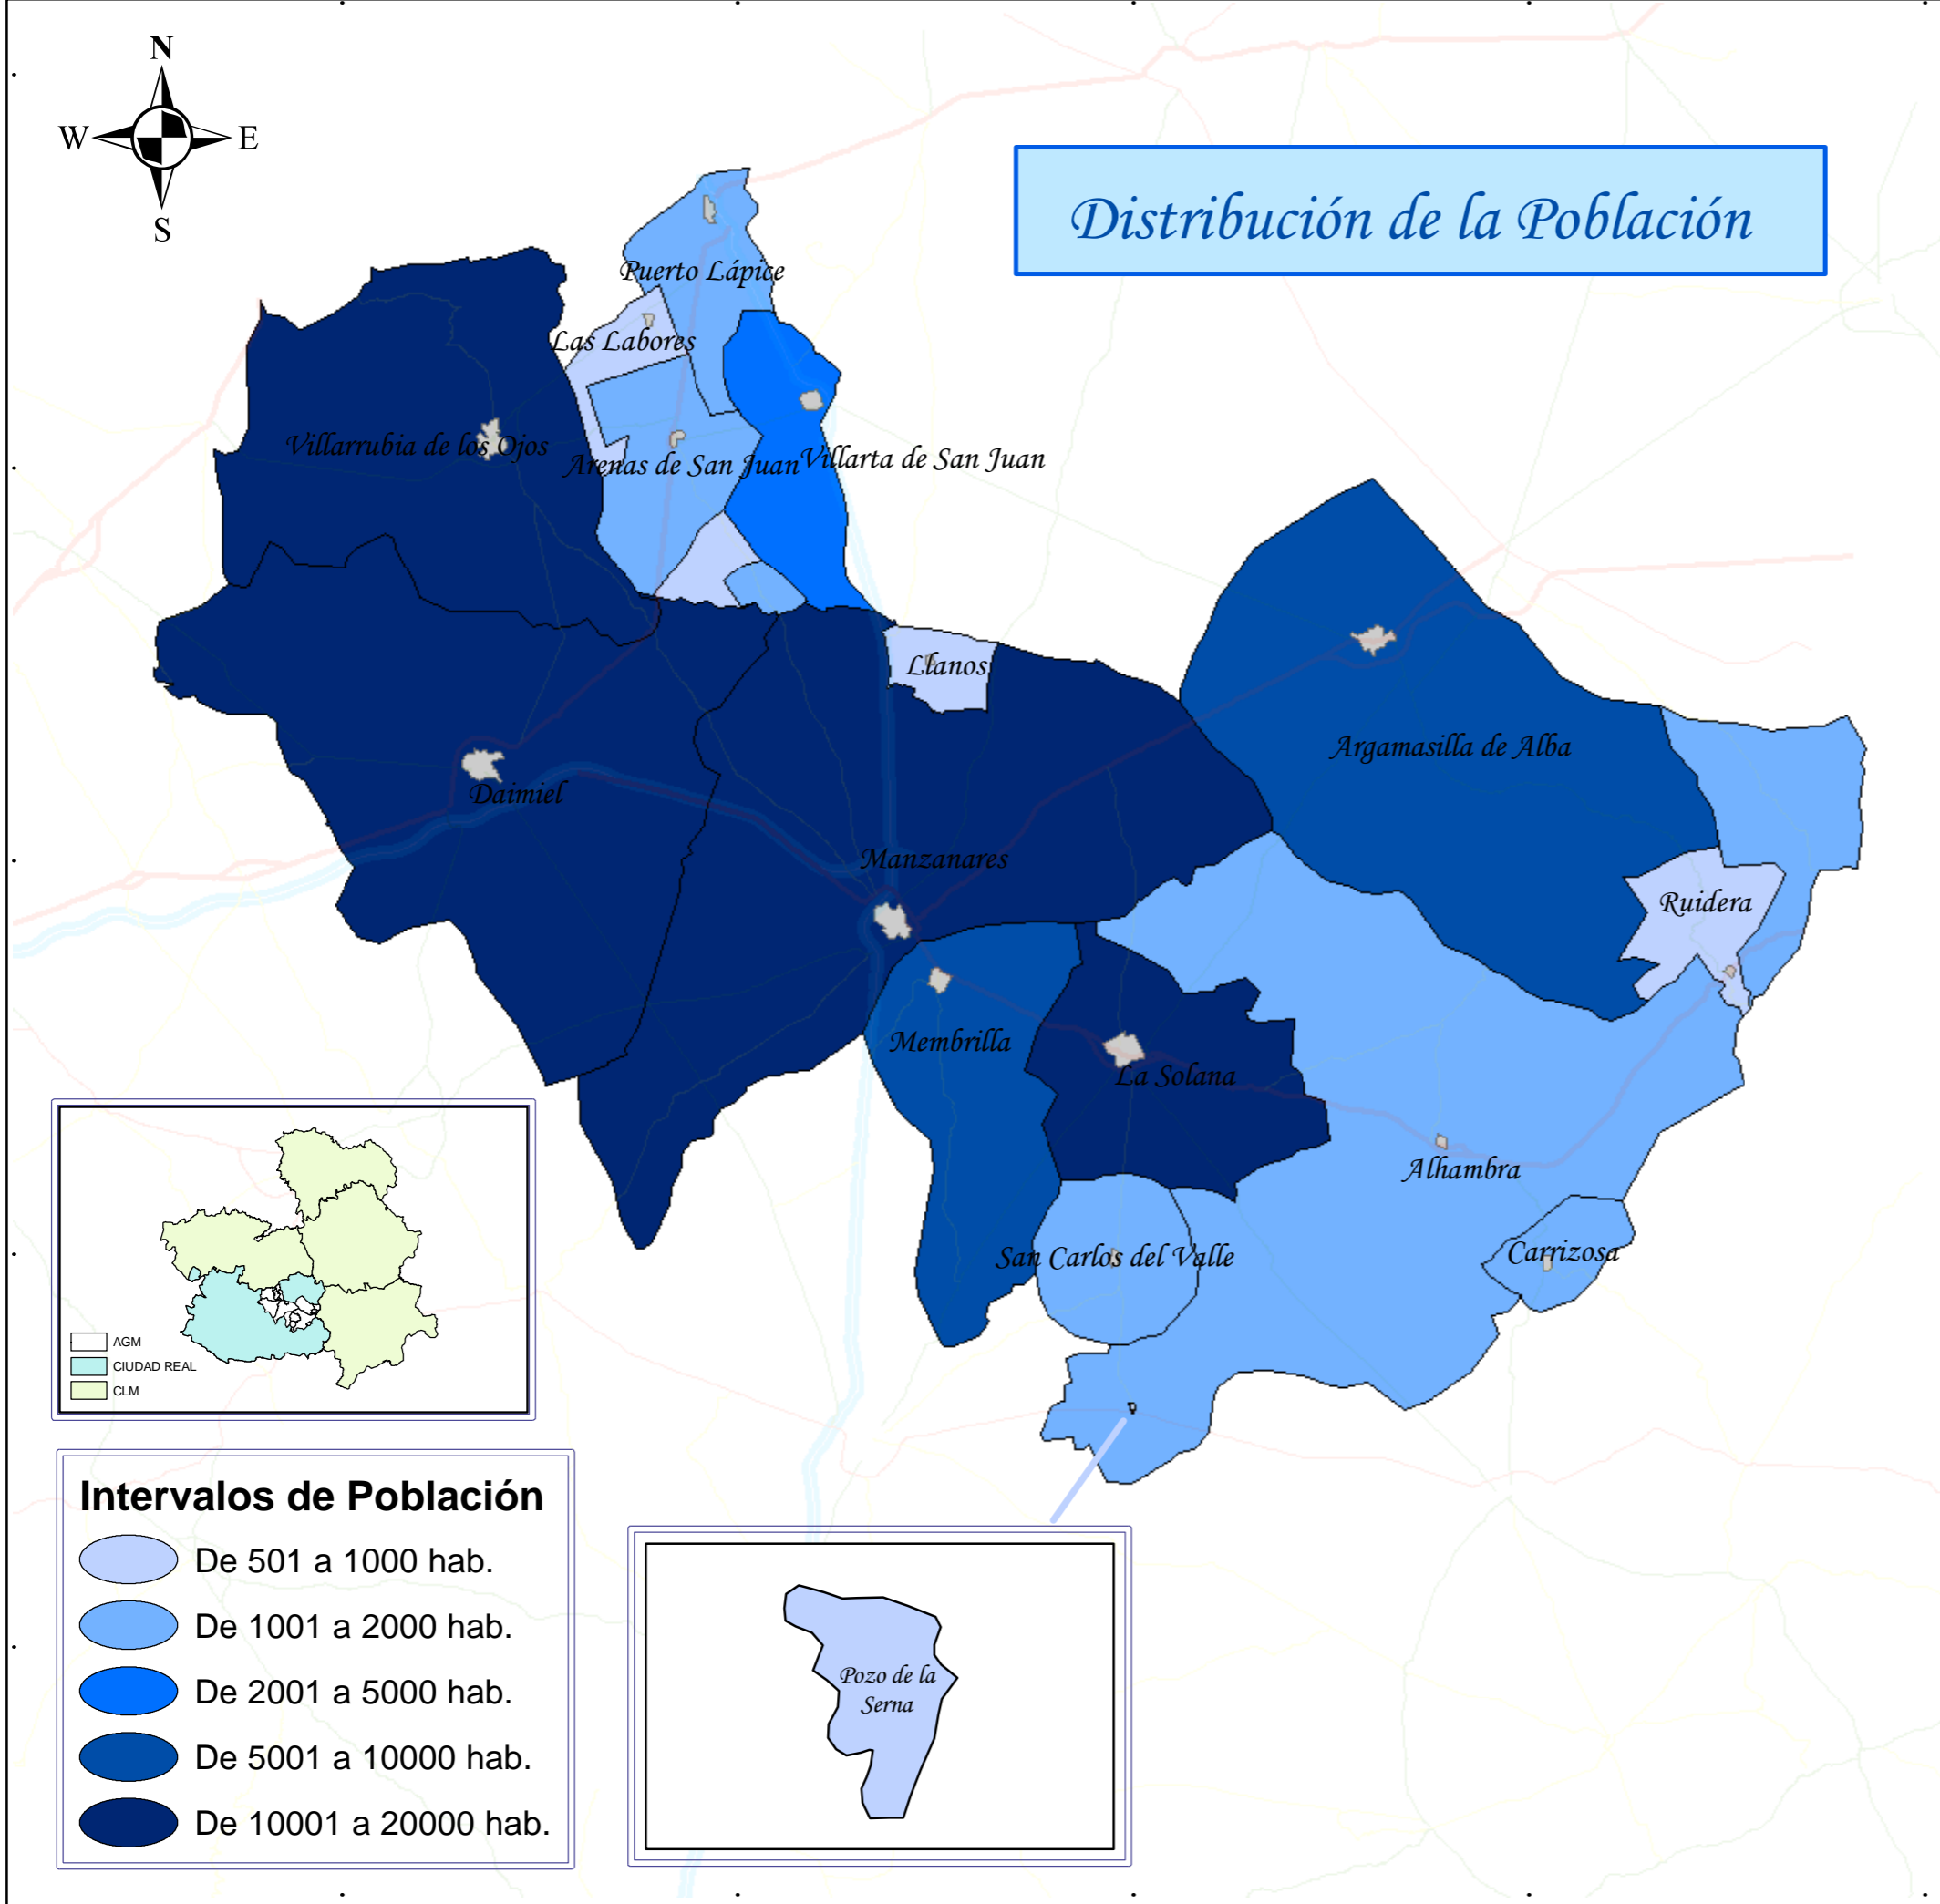 N
W E
S
Distribución de la Población
Puerto Lápice
Las Labores
Villarrubia de los Ojos
Arenas de San Juan
Villarta de San Juan
Llanos
Argamasilla de Alba
Daimiel
Manzanares
Ruidera
Membrilla
La Solana
Alhambra
San Carlos del Valle
Carrizosa
AGM
CIUDAD REAL
CLM
Intervalos de Población
De 501 a 1000 hab.
De 1001 a 2000 hab.
De 2001 a 5000 hab.
De 5001 a 10000 hab.
De 10001 a 20000 hab.
Pozo de la
Serna